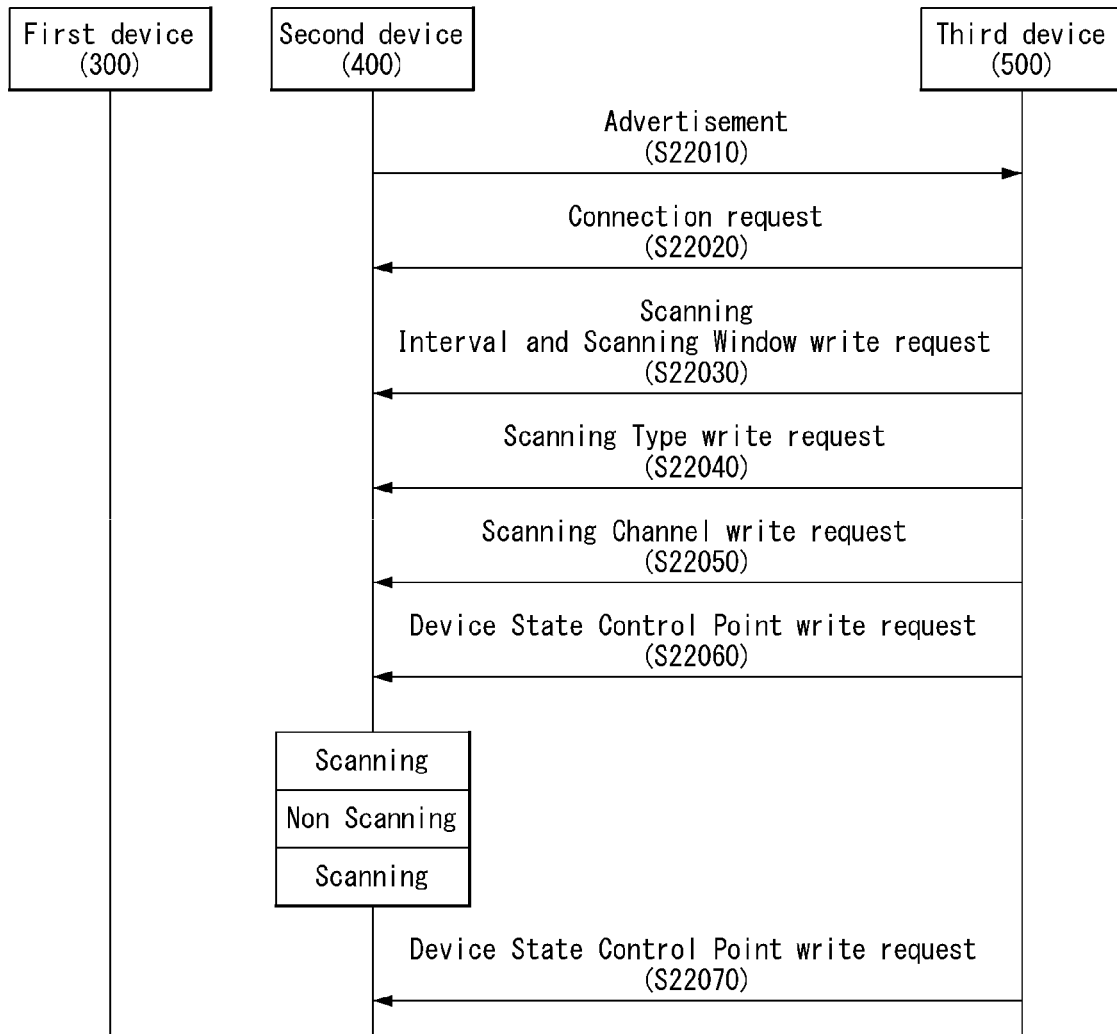 First device
(300)
Second device
(400)
Third device
(500)
Advertisement
(S22010)
Connection request
(S22020)
Scanning
Interval and Scanning Window write request
(S22030)
Scanning Type write request
(S22040)
Scanning Channel write request
(S22050)
Device State Control Point write request
(S22060)
Scanning
Non Scanning
Scanning
Device State Control Point write request
(S22070)